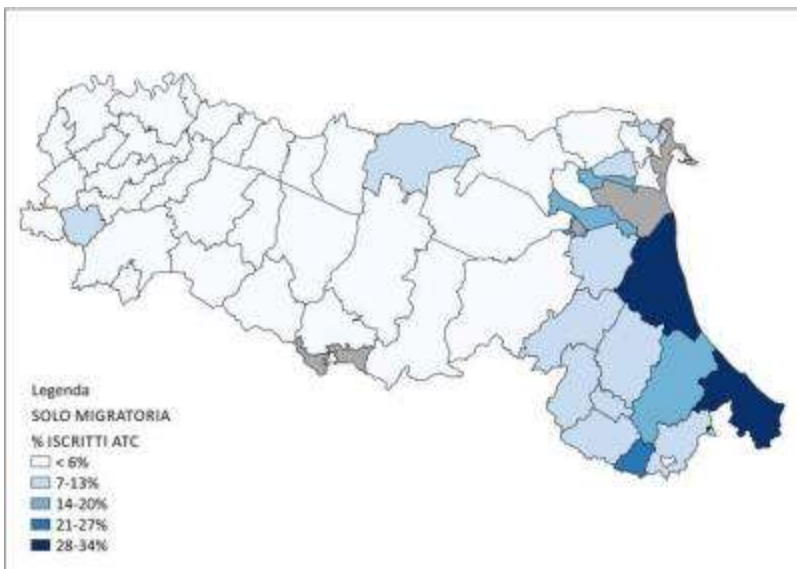 Legenda
SOLO MIGRATORIA
% ISCRITTI ATC
< 6%
7-13%
14-20%
21-27%
28-34%